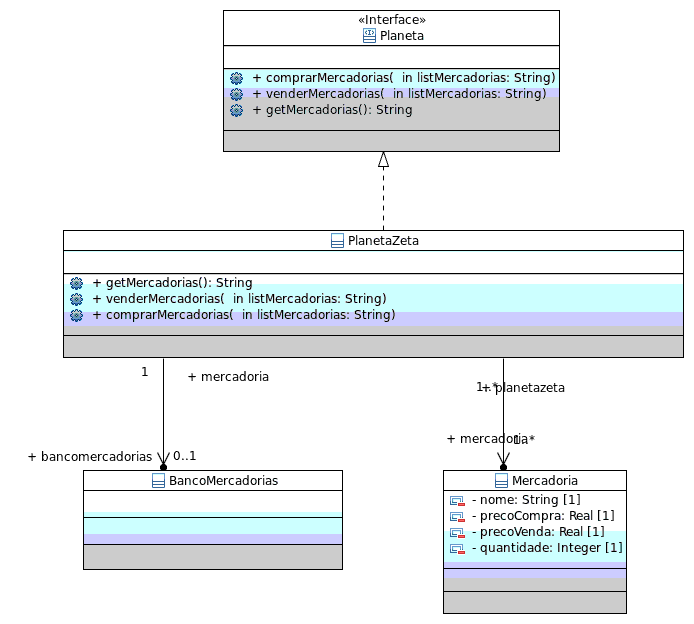 «Interface»
Planeta
+ comprarMercadorias(  in listMercadorias: String)
+ venderMercadorias(  in listMercadorias: String)
+ getMercadorias(): String
PlanetaZeta
+ getMercadorias(): String
+ venderMercadorias(  in listMercadorias: String)
+ comprarMercadorias(  in listMercadorias: String)
1
+ mercadoria
1..*
+ planetazeta
+ bancomercadorias
0..1
+ mercadoria
1..*
BancoMercadorias
Mercadoria
- nome: String [1]
- precoCompra: Real [1]
- precoVenda: Real [1]
- quantidade: Integer [1]